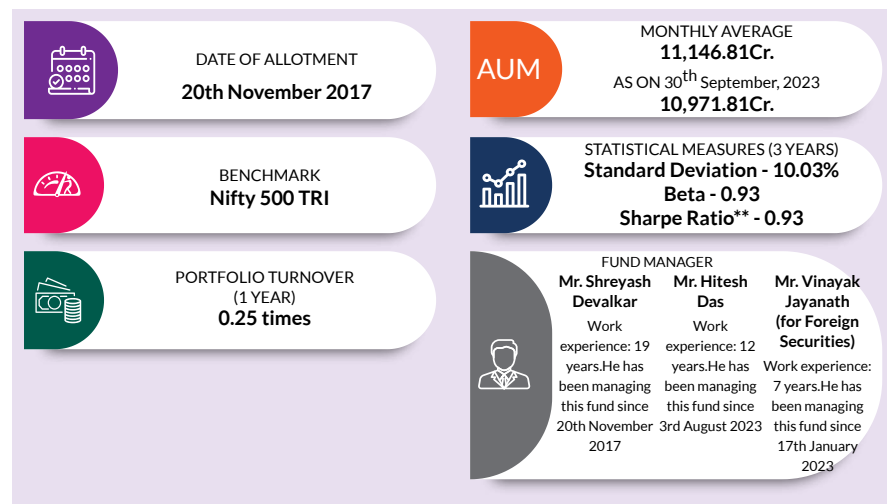 DATE OF ALLOTMENT
20th November 2017
BENCHMARK
Nifty 500 TRI
PORTFOLIO TURNOVER
(1 YEAR)
0.25 times
AUM
MONTHLY AVERAGE
11,146.81Cr.
AS ON 30th September, 2023
10,971.81Cr.
STATISTICAL MEASURES (3 YEARS)
Standard Deviation - 10.03%
Beta - 0.93
Sharpe Ratio** - 0.93
FUND MANAGER
Mr. Shreyash
Devalkar
Work
experience: 19
years.He has
been managing
this fund since
20th November
2017
Mr. Hitesh
Das
Work
experience: 12
years.He has
been managing
this fund since
3rd August 2023
Mr. Vinayak
Jayanath
(for Foreign
Securities)
Work experience:
7 years.He has
been managing
this fund since
17th January
2023